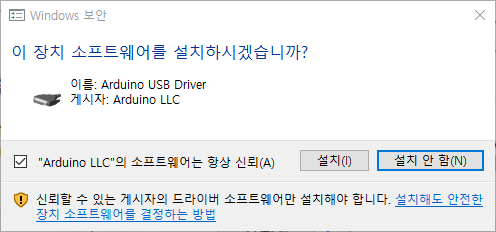 Windows 보안
이 장치 소프트웨어를 설치하시겠습니까?
이름: Arduino USB Driver
게시자: Arduino LLC
"Arduino LLC"의 소프트웨어는 항상 신뢰(A)
설치(I)
설치 안 함(N)
신뢰할 수 있는 게시자의 드라이버 소프트웨어만 설치해야 합니다. 설치해도 안전한
장치 소프트웨어를 결정하는 방법